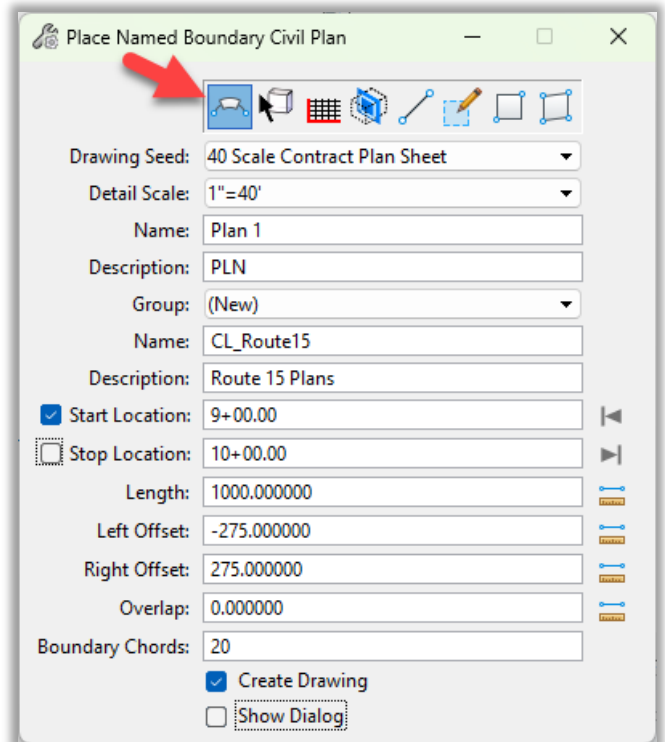 Place Named Boundary Civil Plan
Drawing Seed: 40 Scale Contract Plan Sheet
Detail Scale: 1"=40'
Name: Plan 1
Description: PLN
Group: (New)
Name: CL_Route15
Description: Route 15 Plans
Start Location: 9+00.00
Stop Location: 10+00.00
Length: 1000.000000
Left Offset: -275.000000
Right Offset: 275.000000
Overlap: 0.000000
Boundary Chords: 20
Create Drawing
Show Dialog